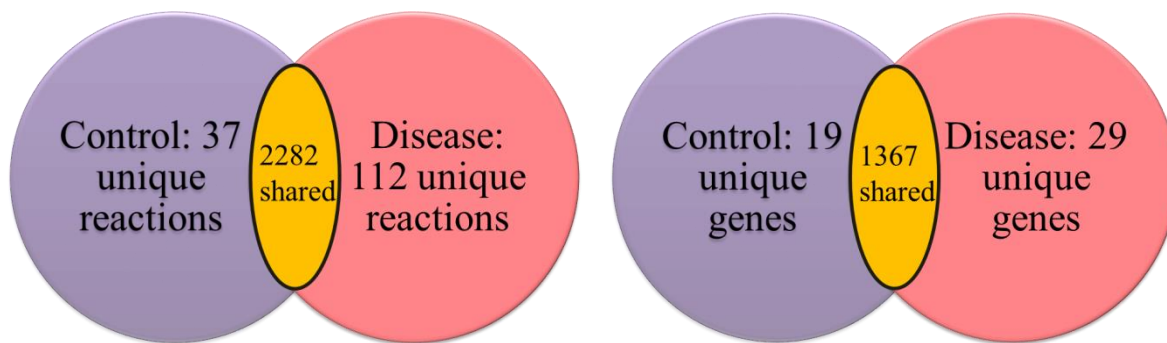 Control: 37
unique
reactions
2282
shared
Disease:
112 unique
reactions
Control: 19
unique
genes
1367
shared
Disease: 29
unique
genes